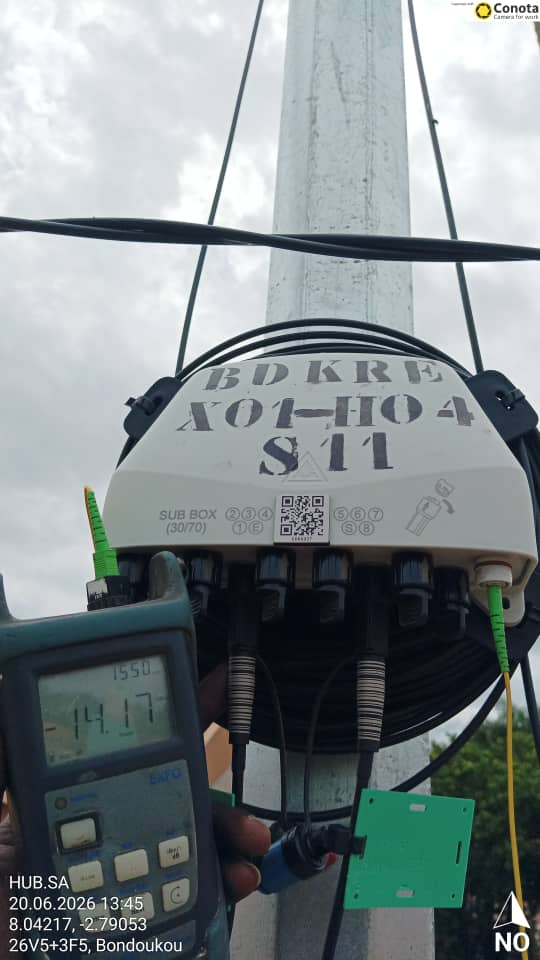 Conota
Camera for work
BDKRE
X01-H04
S11
SUB BOX
(30/70)
2 3 4
1 E
5 6 7
S 8
1550
-14.17
EXFO
HUB.SA
20.06.2026 13:45
8.04217, -2.79053
26V5+3F5, Bondoukou
NO